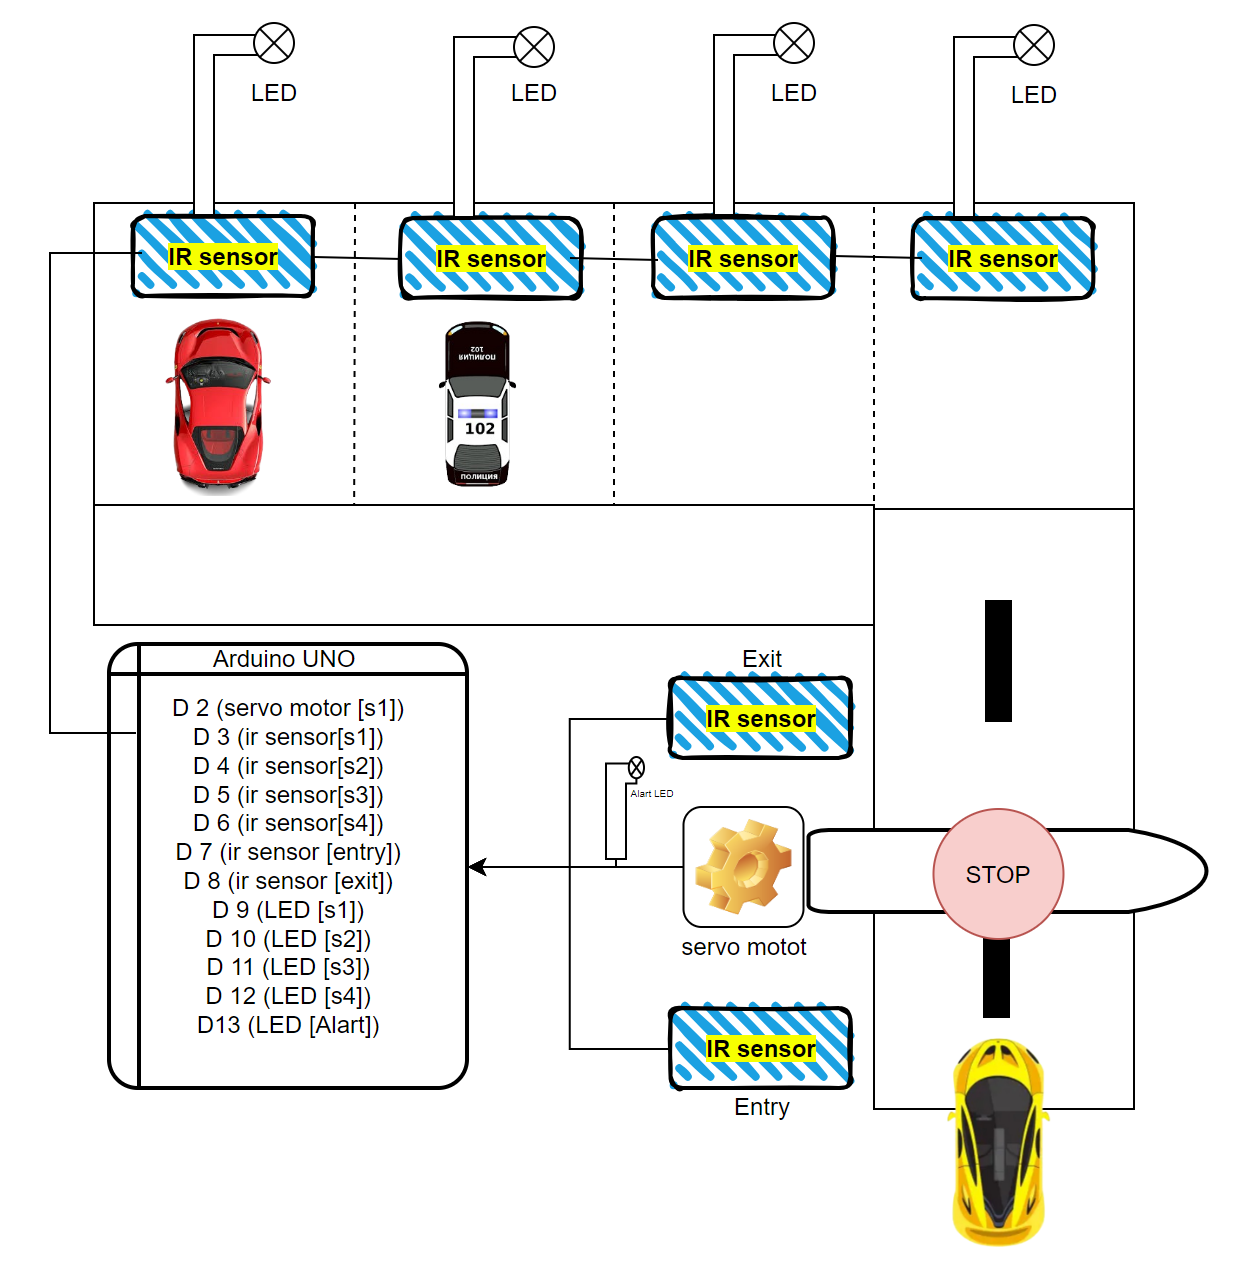 LED
LED
LED
LED
IR sensor
IR sensor
IR sensor
IR sensor
ПОЛИЦИЯ
102
102
ПОЛИЦИЯ
Arduino UNO
D 2 (servo motor [s1])
D 3 (ir sensor[s1])
D 4 (ir sensor[s2])
D 5 (ir sensor[s3])
D 6 (ir sensor[s4])
D 7 (ir sensor [entry])
D 8 (ir sensor [exit])
D 9 (LED [s1])
D 10 (LED [s2])
D 11 (LED [s3])
D 12 (LED [s4])
D13 (LED [Alart])
Exit
IR sensor
Alart LED
servo motot
STOP
IR sensor
Entry